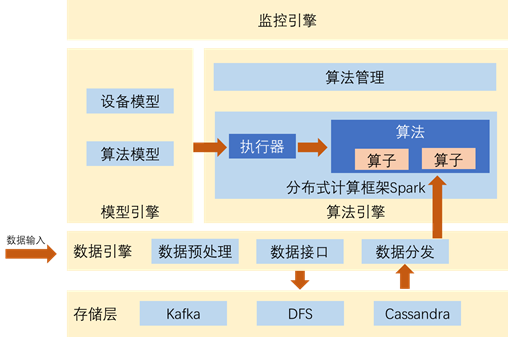 监控引擎
算法管理
设备模型
算法模型
执行器
算法
算子 算子
分布式计算框架Spark
模型引擎
算法引擎
数据输入
数据引擎 数据预处理 数据接口 数据分发
存储层 Kafka DFS Cassandra